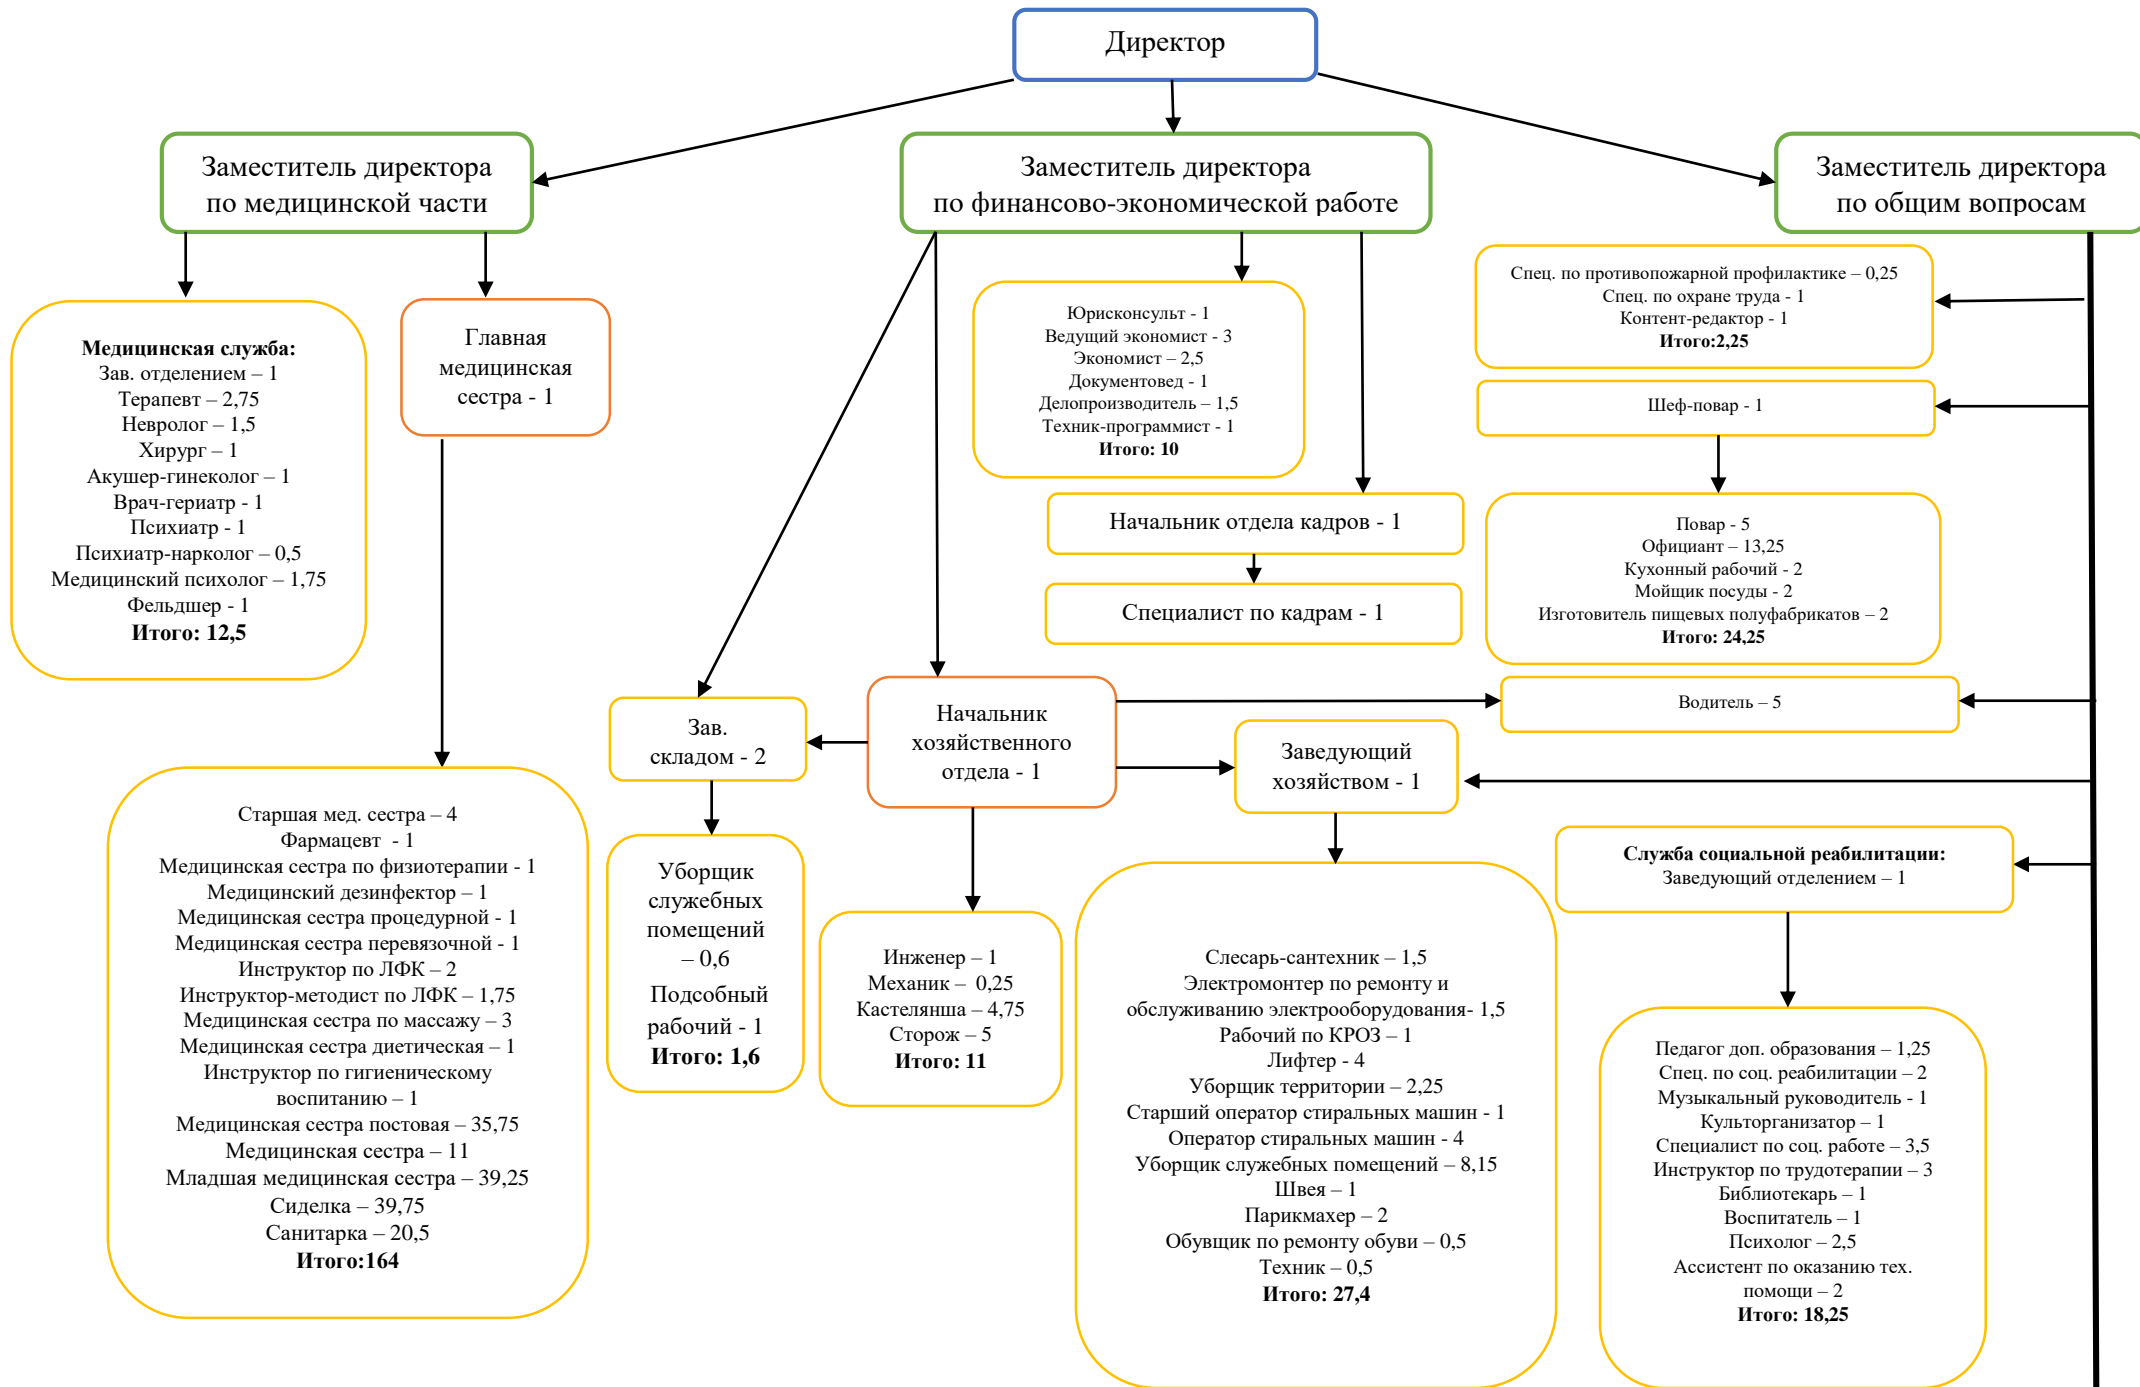 Директор
Заместитель директора
по медицинской части
Заместитель директора
по финансово-экономической работе
Заместитель директора
по общим вопросам
Медицинская служба:
Зав. отделением – 1
Терапевт – 2,75
Невролог – 1,5
Хирург – 1
Акушер-гинеколог – 1
Врач-гериатр - 1
Психиатр - 1
Психиатр-нарколог – 0,5
Медицинский психолог – 1,75
Фельдшер - 1
Итого: 12,5
Главная
медицинская
сестра - 1
Юрисконсульт - 1
Ведущий экономист - 3
Экономист – 2,5
Документовед - 1
Делопроизводитель – 1,5
Техник-программист - 1
Итого: 10
Спец. по противопожарной профилактике – 0,25
Спец. по охране труда - 1
Контент-редактор - 1
Итого:2,25
Шеф-повар - 1
Начальник отдела кадров - 1
Специалист по кадрам - 1
Повар - 5
Официант – 13,25
Кухонный рабочий - 2
Мойщик посуды - 2
Изготовитель пищевых полуфабрикатов – 2
Итого: 24,25
Водитель – 5
Зав.
складом - 2
Начальник
хозяйственного
отдела - 1
Заведующий
хозяйством - 1
Старшая мед. сестра – 4
Фармацевт - 1
Медицинская сестра по физиотерапии - 1
Медицинский дезинфектор – 1
Медицинская сестра процедурной - 1
Медицинская сестра перевязочной - 1
Инструктор по ЛФК – 2
Инструктор-методист по ЛФК – 1,75
Медицинская сестра по массажу – 3
Медицинская сестра диетическая – 1
Инструктор по гигиеническому
воспитанию – 1
Медицинская сестра постовая – 35,75
Медицинская сестра – 11
Младшая медицинская сестра – 39,25
Сиделка – 39,75
Санитарка – 20,5
Итого:164
Уборщик
служебных
помещений
– 0,6
Подсобный
рабочий - 1
Итого: 1,6
Инженер – 1
Механик – 0,25
Кастелянша – 4,75
Сторож – 5
Итого: 11
Слесарь-сантехник – 1,5
Электромонтер по ремонту и
обслуживанию электрооборудования- 1,5
Рабочий по КРОЗ – 1
Лифтер - 4
Уборщик территории – 2,25
Старший оператор стиральных машин - 1
Оператор стиральных машин - 4
Уборщик служебных помещений – 8,15
Швея – 1
Парикмахер – 2
Обувщик по ремонту обуви – 0,5
Техник – 0,5
Итого: 27,4
Служба социальной реабилитации:
Заведующий отделением – 1
Педагог доп. образования – 1,25
Спец. по соц. реабилитации – 2
Музыкальный руководитель - 1
Культорганизатор – 1
Специалист по соц. работе – 3,5
Инструктор по трудотерапии – 3
Библиотекарь – 1
Воспитатель – 1
Психолог – 2,5
Ассистент по оказанию тех.
помощи – 2
Итого: 18,25